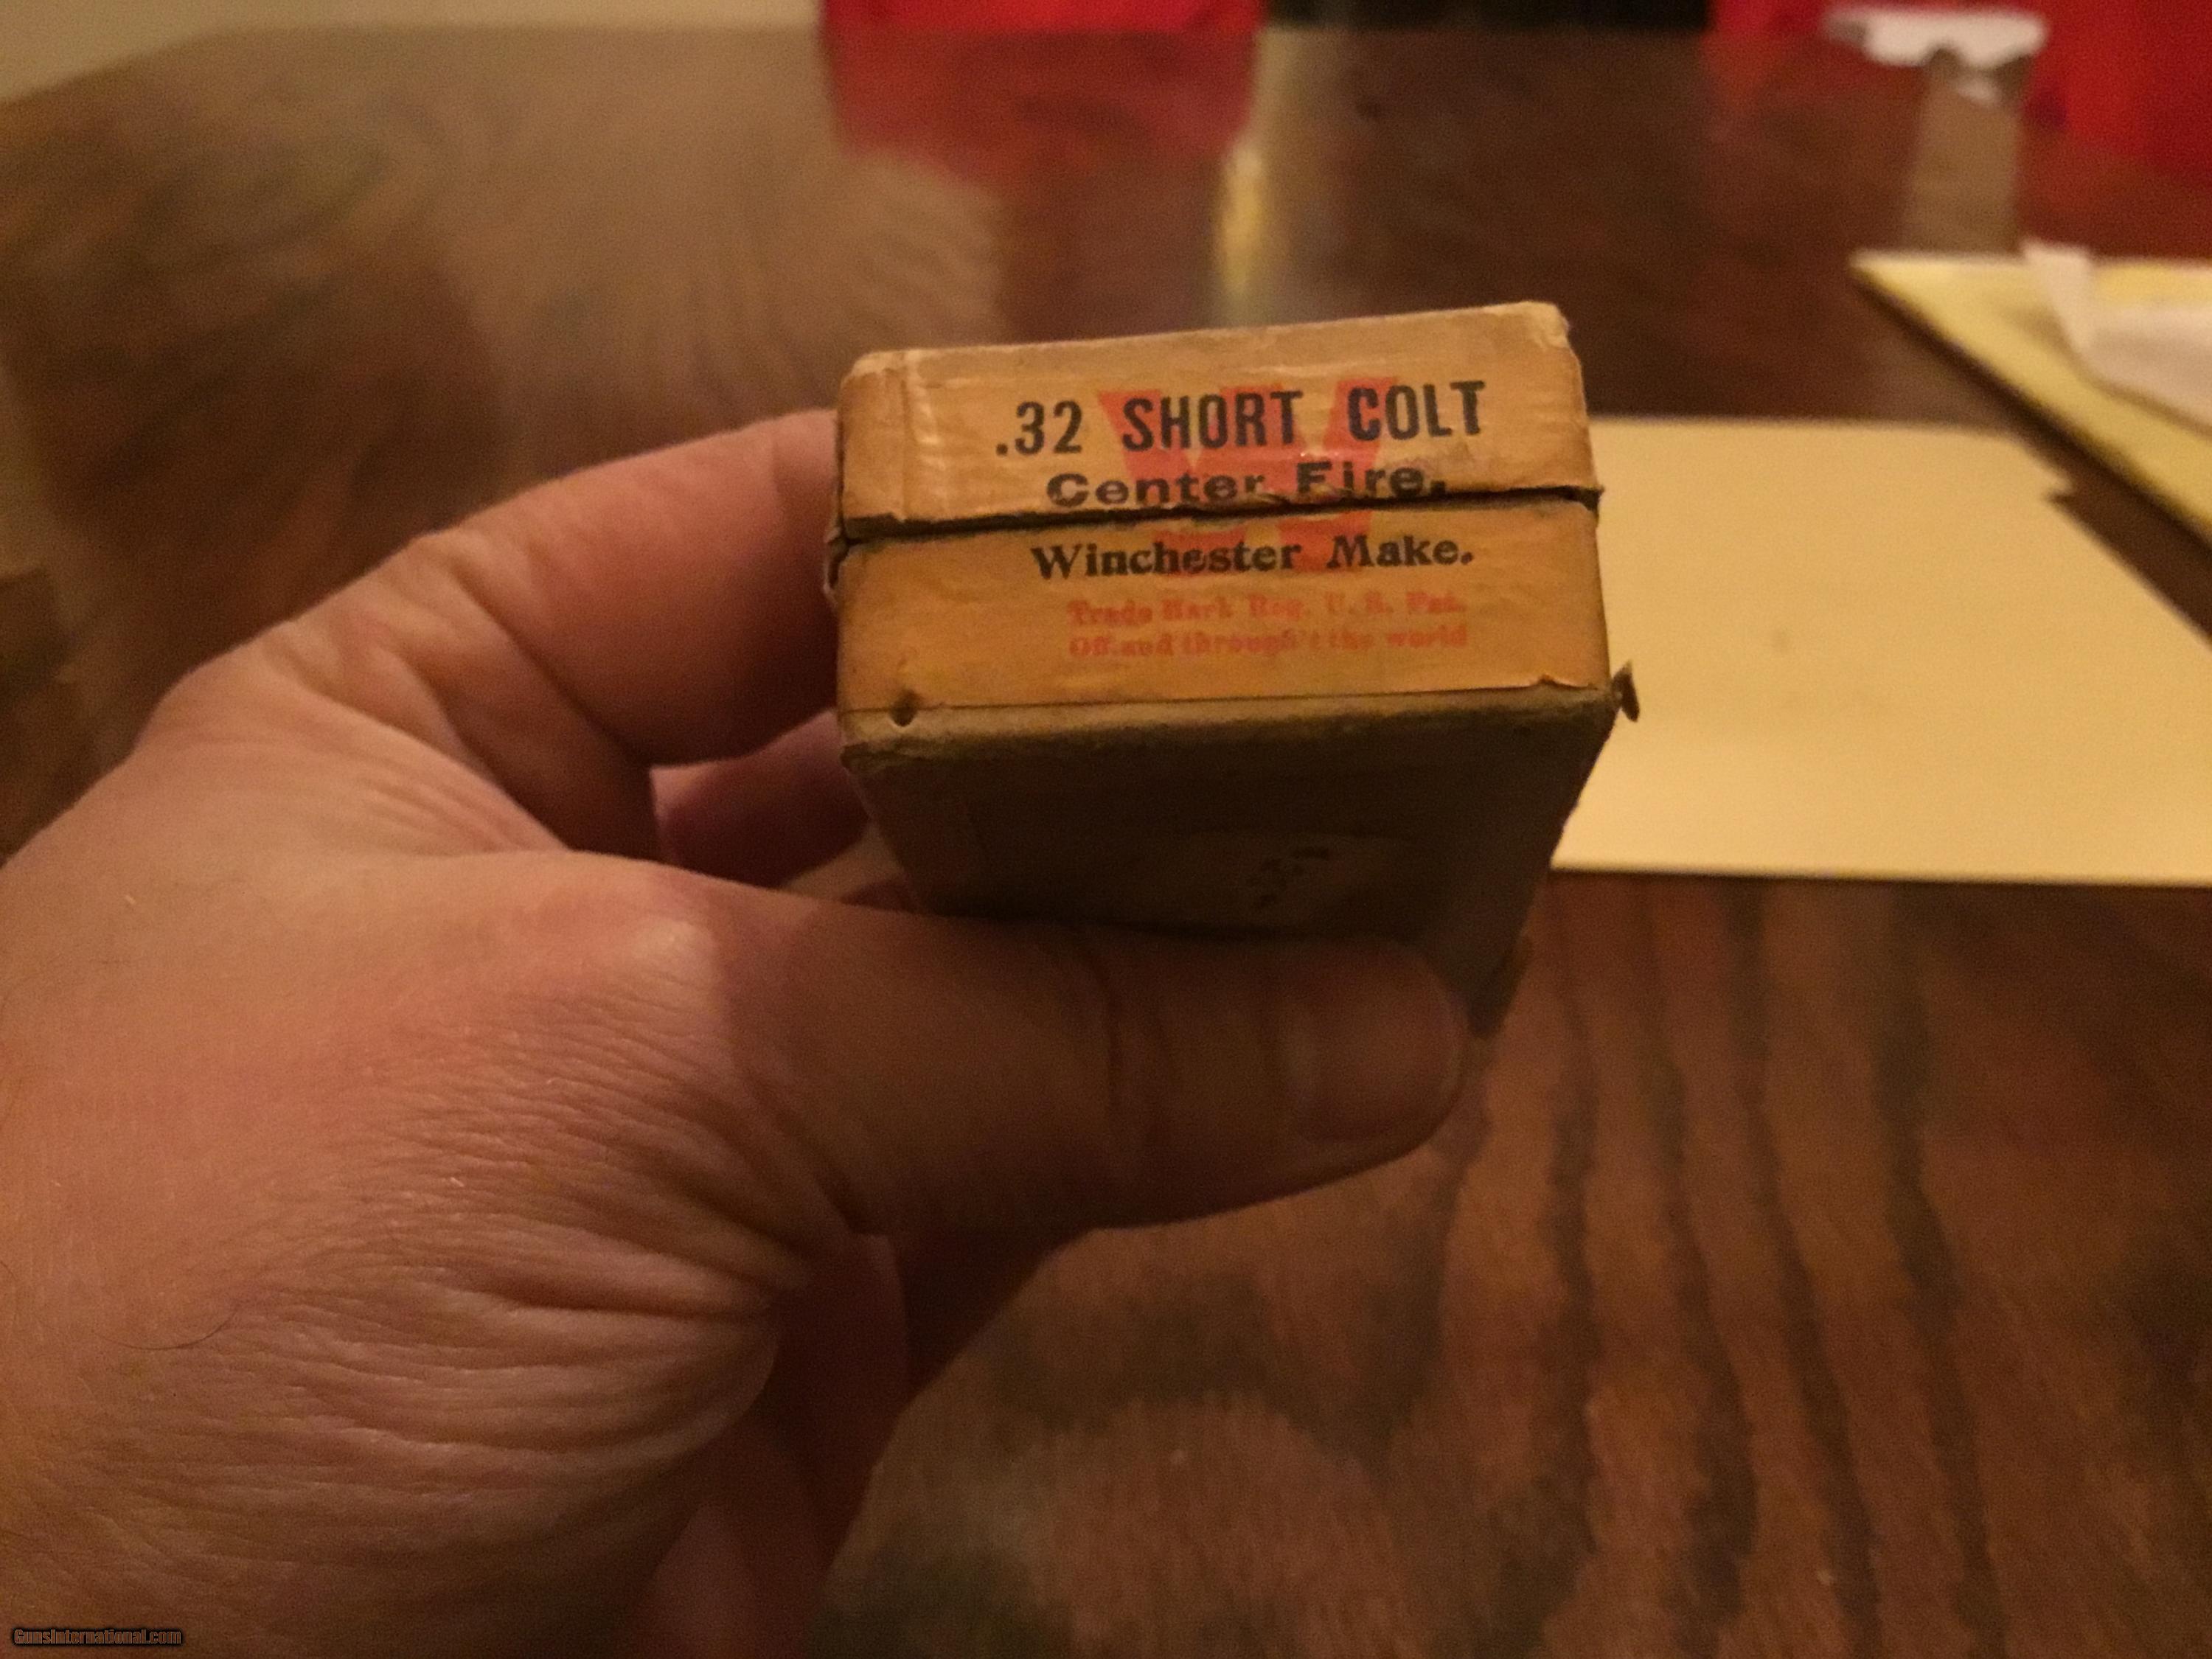 .32 SHORT COLT
Center Fire.
Winchester Make.
Trade Mark Reg. U. S. Pat.
Off. and through't the world
GunsInternational.com